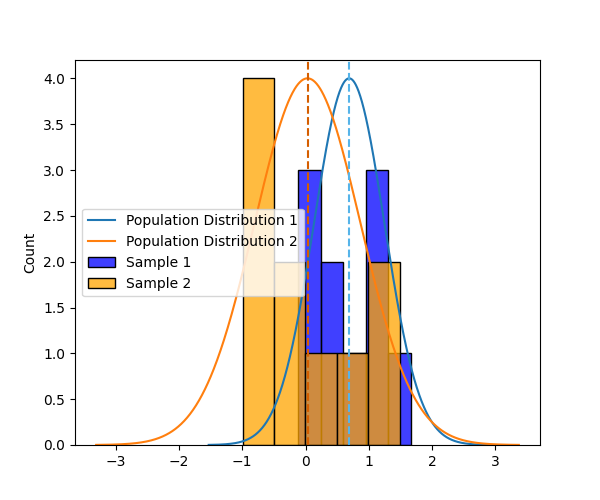 4.0
3.5
3.0
2.5
2.0
1.5
1.0
0.5
0.0
Count
Population Distribution 1
Population Distribution 2
Sample 1
Sample 2
−3 −2 −1 0 1 2 3